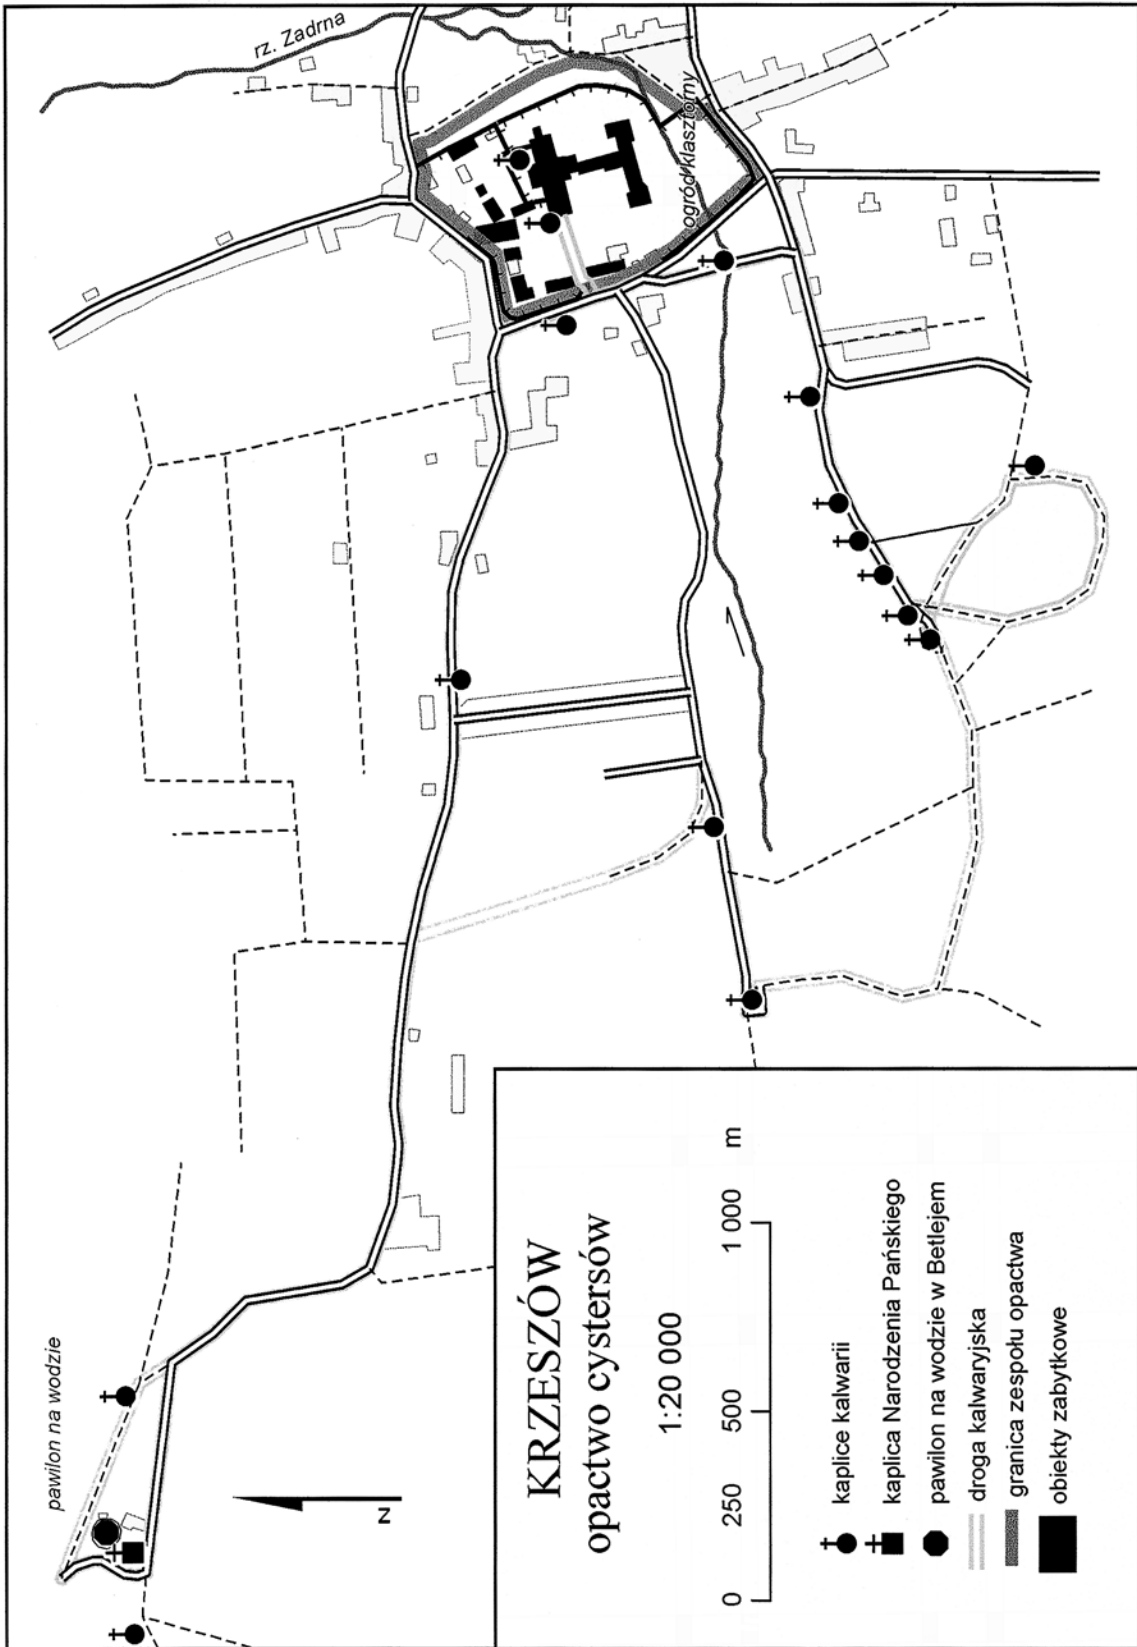 rz. Zadrna
ogród klasztorny
pawilon na wodzie
N
KRZESZÓW
opactwo cystersów
1:20 000
0 250 500 1 000 m
kaplice kalwarii
kaplica Narodzenia Pańskiego
pawilon na wodzie w Betlejem
droga kalwaryjska
granica zespołu opactwa
obiekty zabytkowe